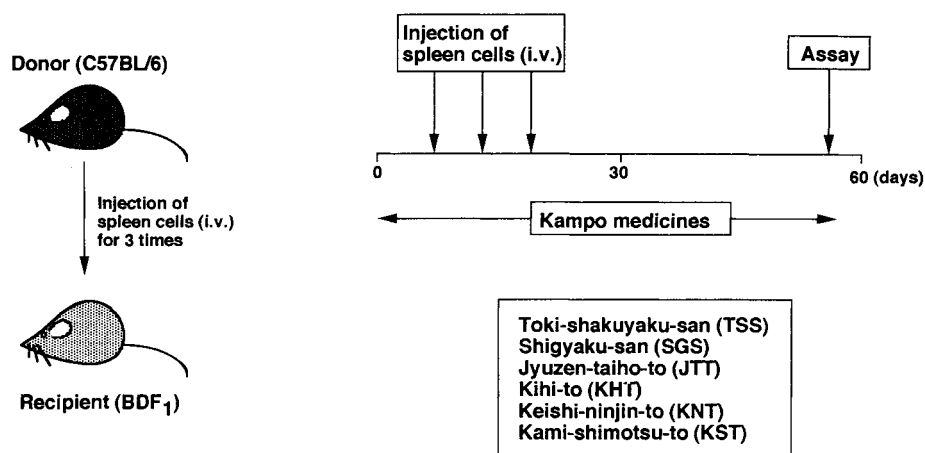 Donor (C57BL/6)
Injection of
spleen cells (i.v.)
for 3 times
Recipient (BDF1)
Injection of
spleen cells (i.v.)
Assay
0
30
60 (days)
Kampo medicines
Toki-shakuyaku-san (TSS)
Shigyaku-san (SGS)
Jyuzen-taiho-to (JTT)
Kihi-to (KHT)
Keishi-ninjin-to (KNT)
Kami-shimotsu-to (KST)